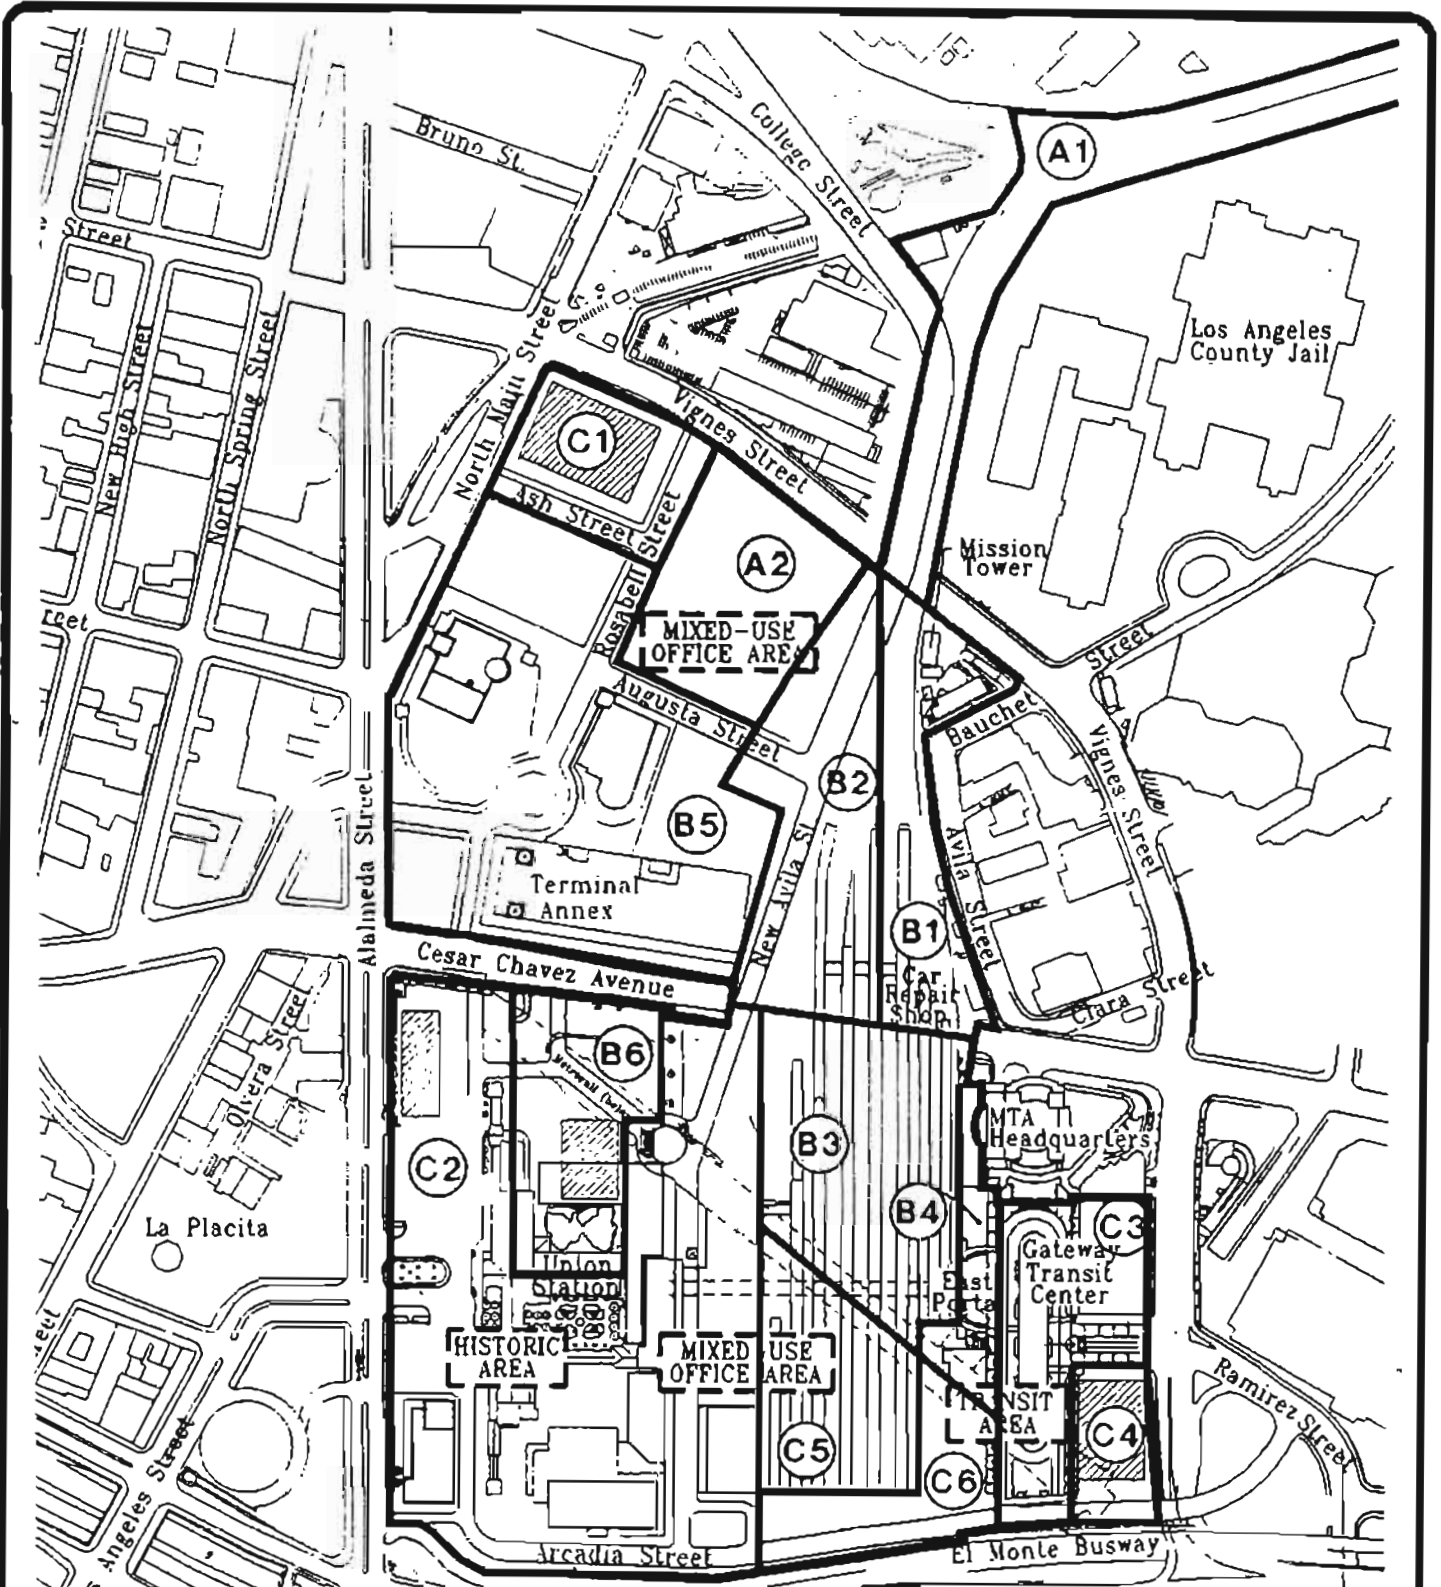 Bruno St.
College Street
A1
Street
Los Angeles
County Jail
New High Street
North Spring Street
North Main Street
C1
Vignes Street
Ash Street
Rosabell Street
A2
Mission
Tower
MIXED-USE
OFFICE AREA
Street
Augusta Street
Bauchet
Vignes Street
B2
B5
Alameda Street
New Avila St
Avila Street
Terminal
Annex
B1
Car
Repair
Shop
Cesar Chavez Avenue
Clara Street
Olvera Street
B6
MTA
Headquarters
B3
C2
B4
C3
La Placita
Gateway
Transit
Center
Union
Station
East
Portal
HISTORIC
AREA
MIXED USE
OFFICE AREA
TRANSIT
AREA
Ramirez Street
C4
C5
C6
Angeles Street
Arcadia Street
El Monte Busway